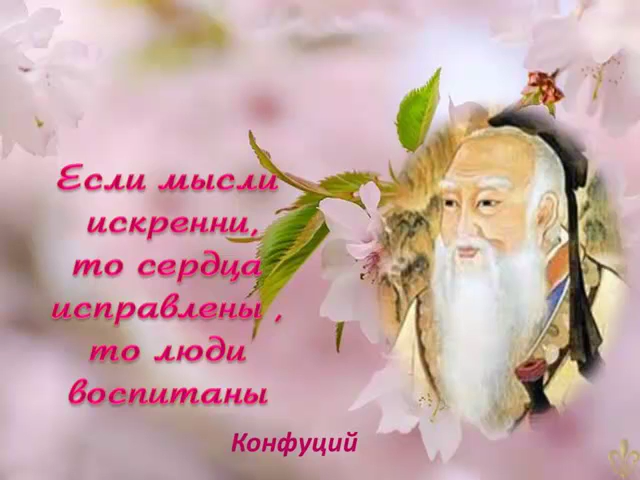 Если мысли
искренни,
то сердца
исправлены ,
то люди
воспитаны
Конфуций